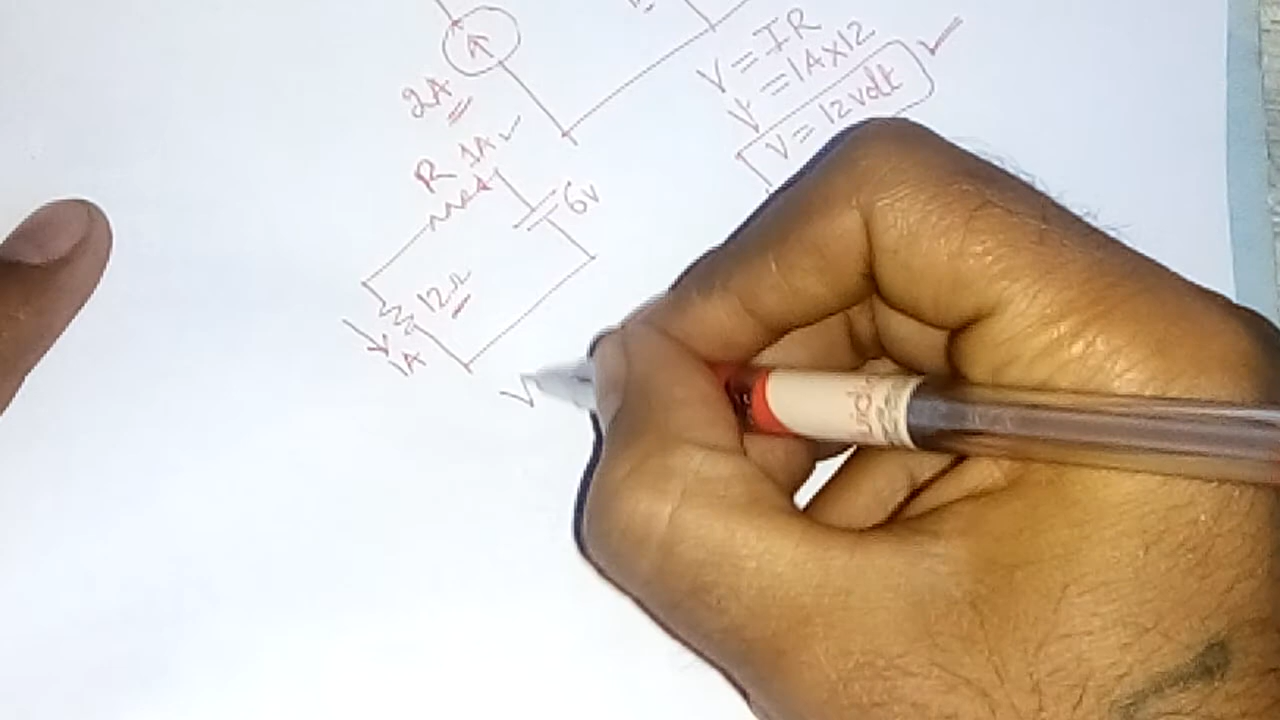 2A
R 1A
6V
12Ω
1A
V = IR
V = 1A×12
V = 12 volt
V